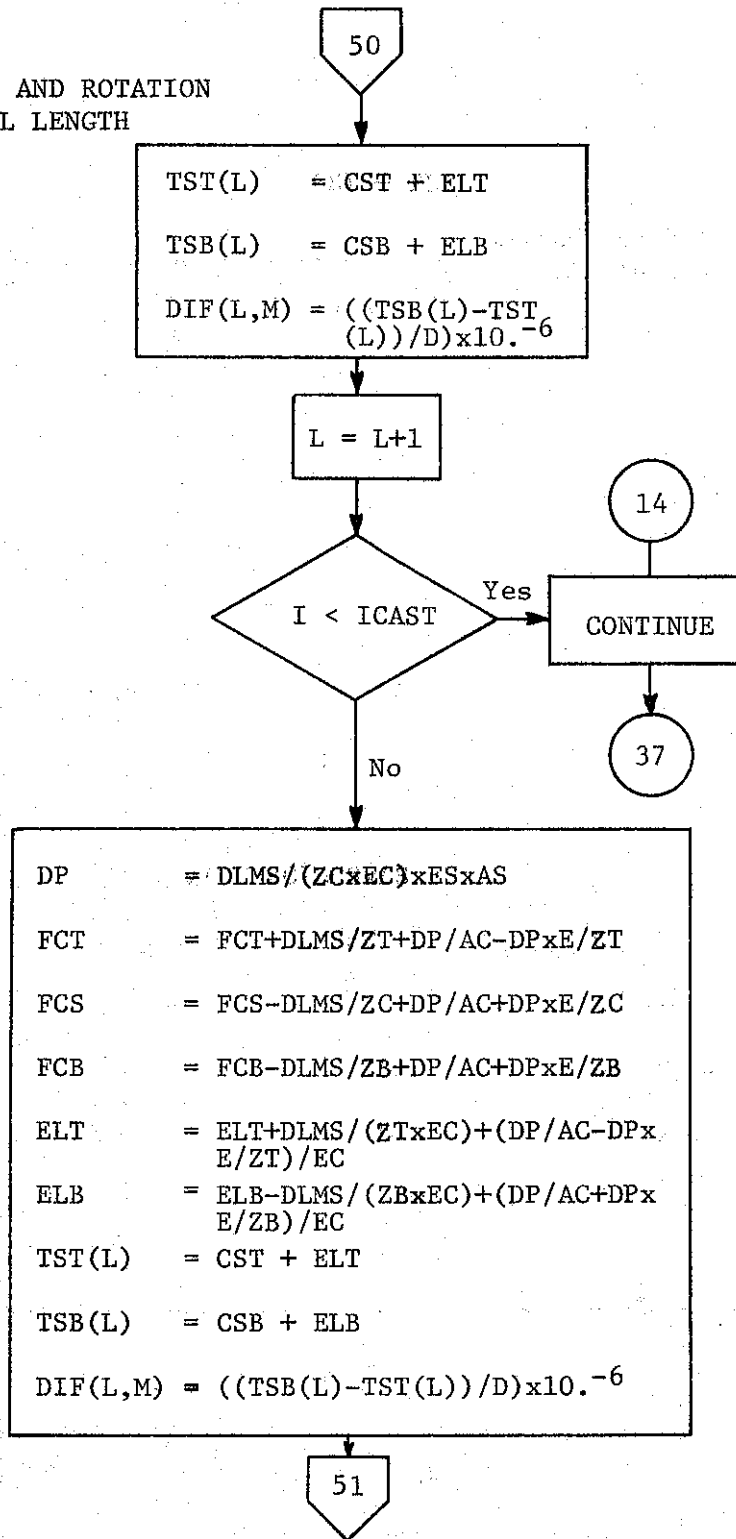 50
AND ROTATION
L LENGTH
TST(L) = CST + ELT
TSB(L) = CSB + ELB
DIF(L,M) = ((TSB(L)-TST
(L))/D)x10.-6
L = L+1
14
I < ICAST
Yes
CONTINUE
37
No
DP = DLMS/(ZCxEC)xESxAS
FCT = FCT+DLMS/ZT+DP/AC-DPxE/ZT
FCS = FCS-DLMS/ZC+DP/AC+DPxE/ZC
FCB = FCB-DLMS/ZB+DP/AC+DPxE/ZB
ELT = ELT+DLMS/(ZTxEC)+(DP/AC-DPx
E/ZT)/EC
ELB = ELB-DLMS/(ZBxEC)+(DP/AC+DPx
E/ZB)/EC
TST(L) = CST + ELT
TSB(L) = CSB + ELB
DIF(L,M) = ((TSB(L)-TST(L))/D)x10.-6
51